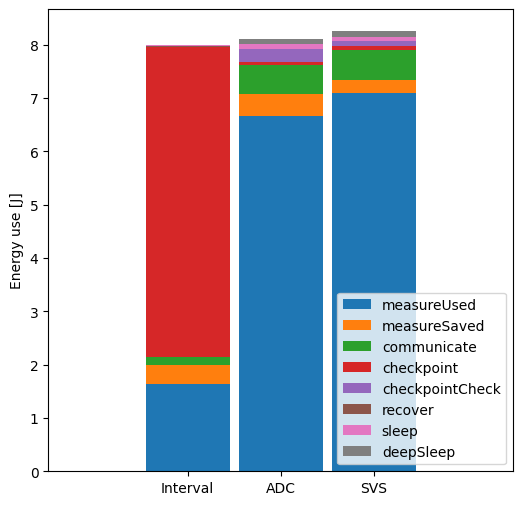 Energy use [J]
8
7
6
5
4
3
2
1
0
measureUsed
measureSaved
communicate
checkpoint
checkpointCheck
recover
sleep
deepSleep
Interval
ADC
SVS